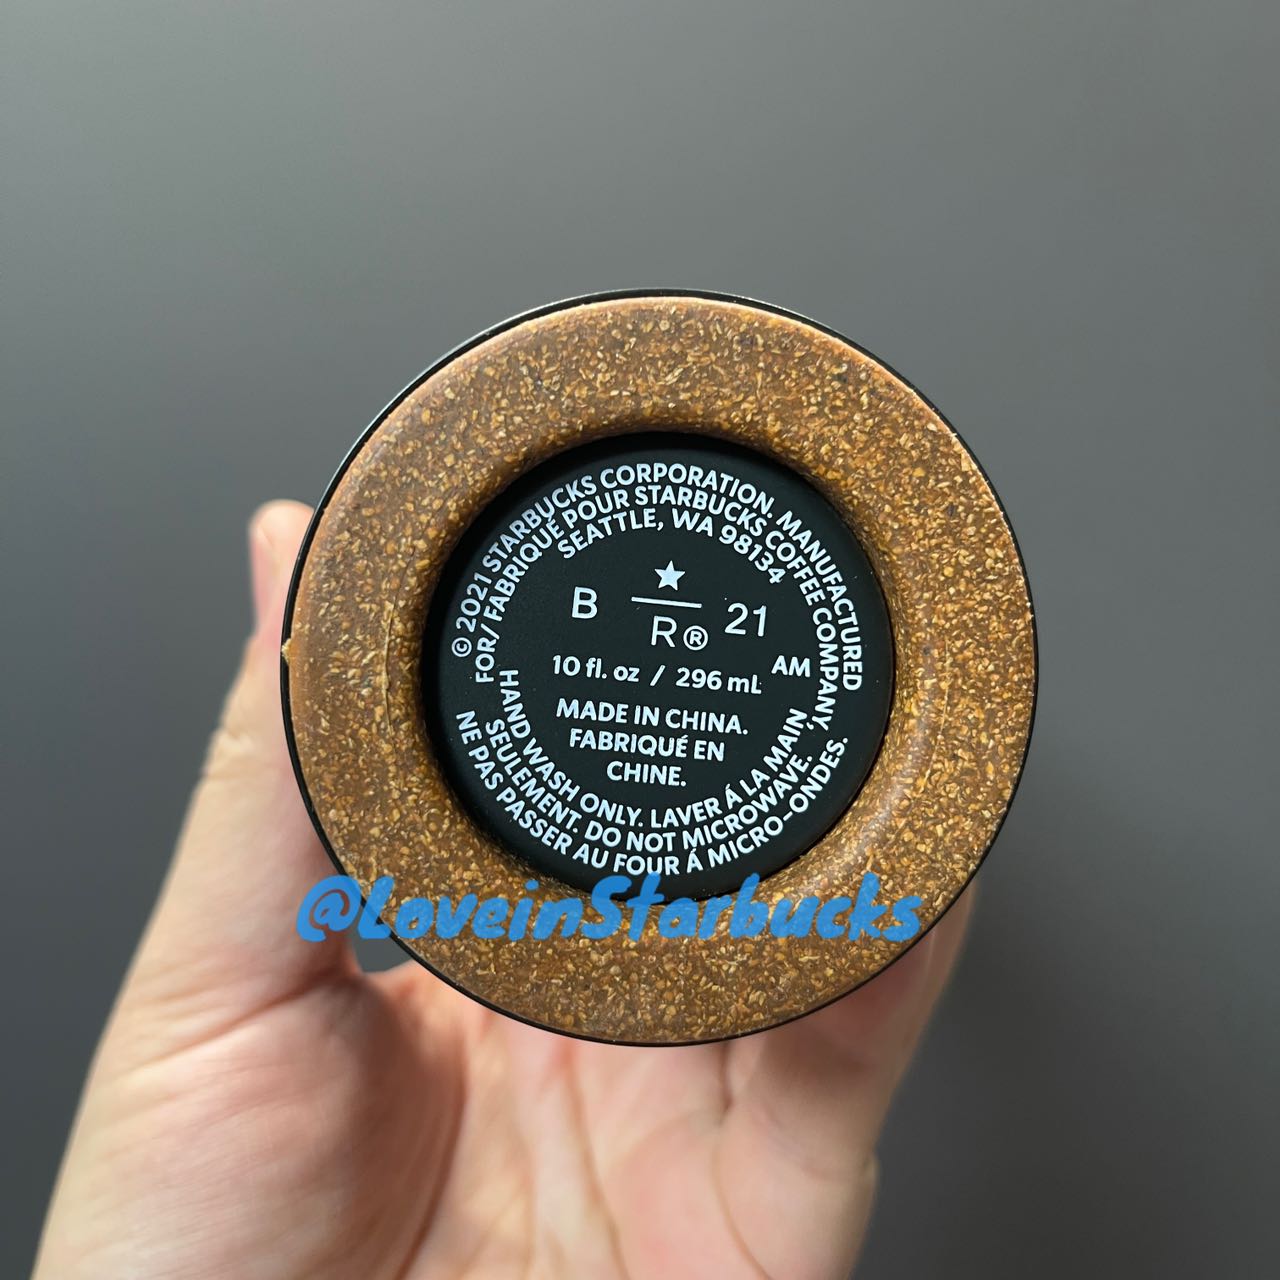 © 2021 STARBUCKS CORPORATION. MANUFACTURED
FOR/ FABRIQUÉ POUR STARBUCKS COFFEE COMPANY,
SEATTLE, WA 98134
B
R®
21
10 fl. oz / 296 mL
AM
MADE IN CHINA.
FABRIQUÉ EN
CHINE.
HAND WASH ONLY. LAVER Á LA MAIN
SEULEMENT. DO NOT MICROWAVE.
NE PAS PASSER AU FOUR Á MICRO-ONDES.
@LoveinStarbucks